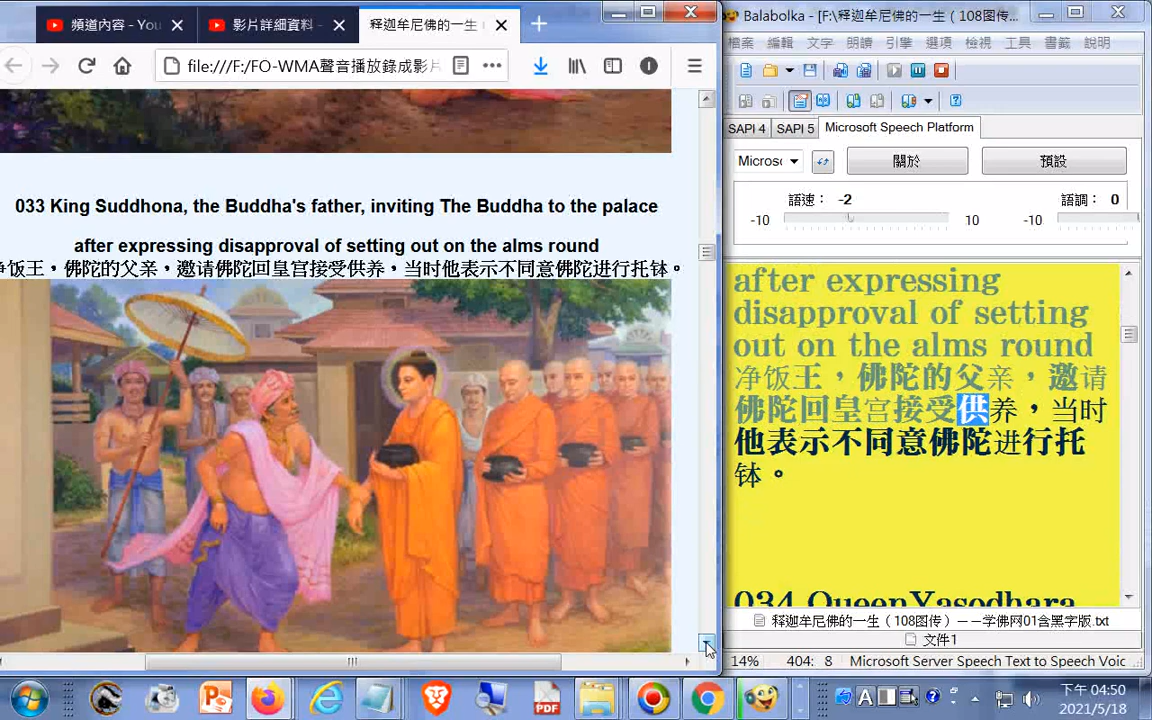 頻道內容 - You
影片詳細資料 -
释迦牟尼佛的一生
file:///F:/FO-WMA聲音播放錄成影片
033 King Suddhona, the Buddha's father, inviting The Buddha to the palace
after expressing disapproval of setting out on the alms round
净饭王，佛陀的父亲，邀请佛陀回皇宫接受供养，当时他表示不同意佛陀进行托钵。
Balabolka - [F:\释迦牟尼佛的一生（108图传）...
檔案 編輯 文字 朗讀 引擎 選項 檢視 工具 書籤 說明
SAPI 4 SAPI 5 Microsoft Speech Platform
Micros 關於 預設
語速： -2 語調： 0
-10 10 -10
after expressing
disapproval of setting
out on the alms round
净饭王，佛陀的父亲，邀请
佛陀回皇宫接受供养，当时
他表示不同意佛陀进行托
钵。
034 QueenYasodhara
释迦牟尼佛的一生（108图传）——学佛网01含黑字版.txt
文件1
14% 404: 8 Microsoft Server Speech Text to Speech Voic
PDF
A
下午 04:50
2021/5/18